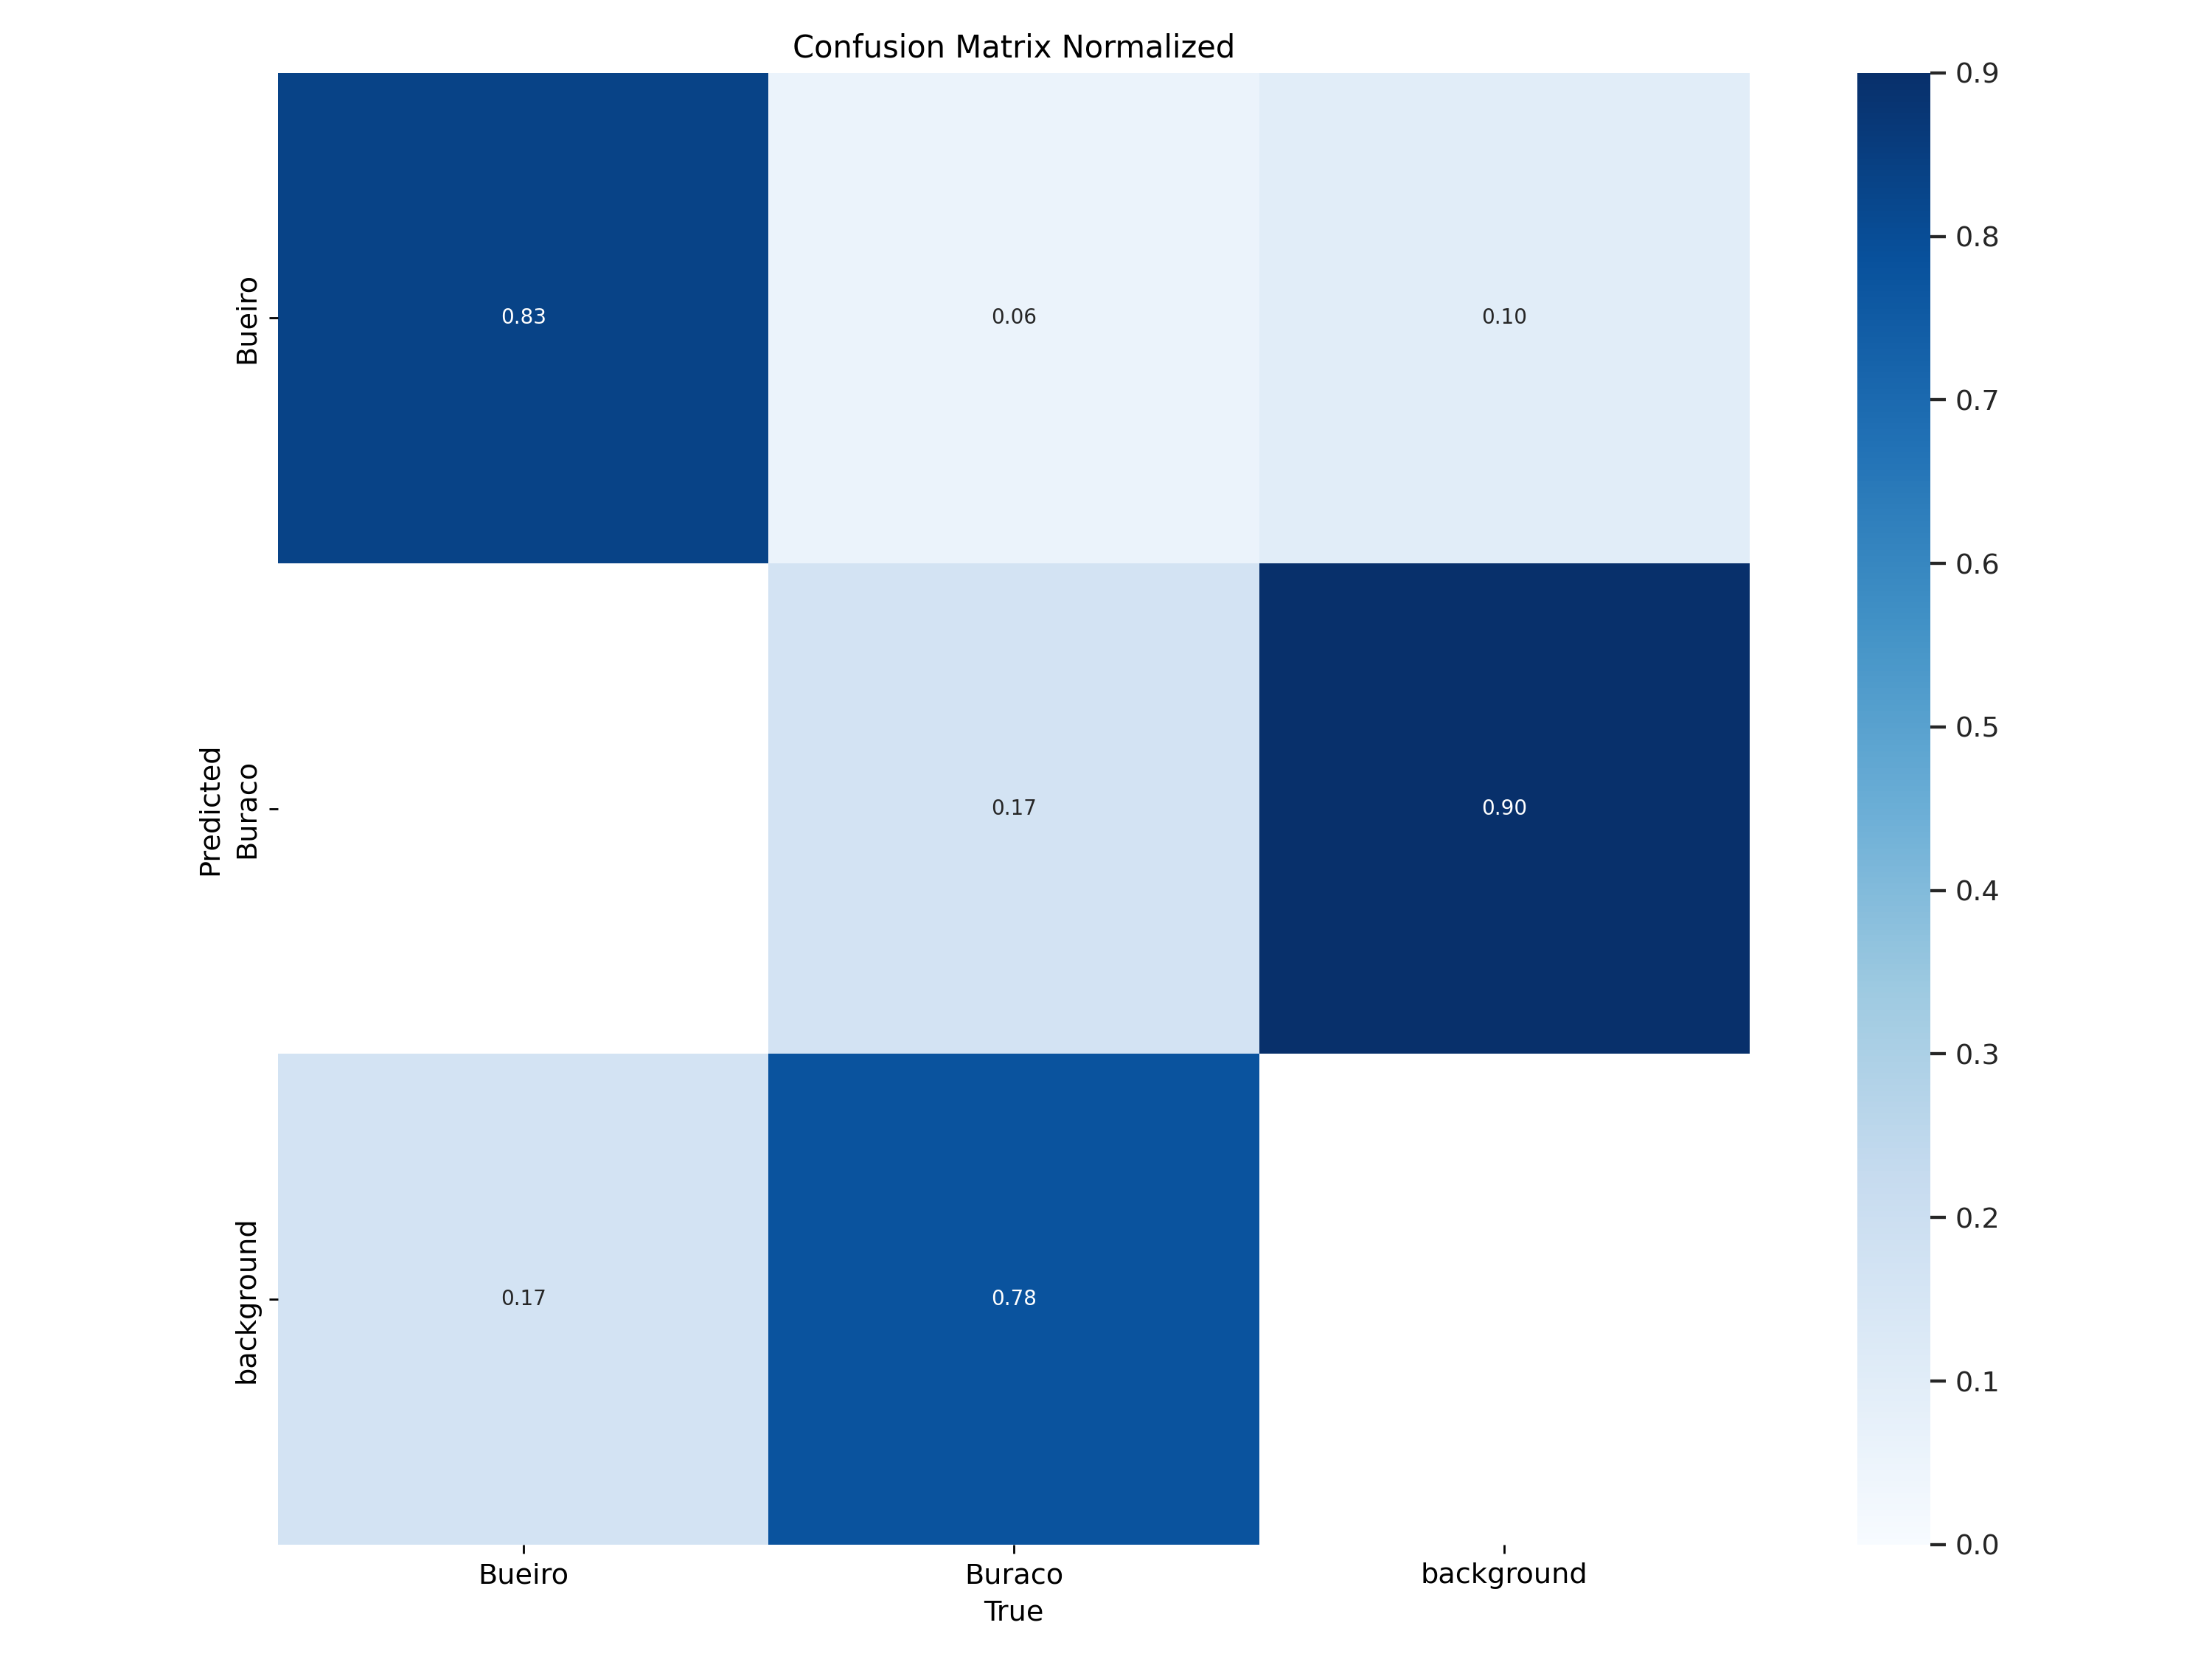 Confusion Matrix Normalized
Predicted
Bueiro
0.83
0.06
0.10
Buraco
0.17
0.90
background
0.17
0.78
Bueiro
Buraco
background
True
0.9
0.8
0.7
0.6
0.5
0.4
0.3
0.2
0.1
0.0